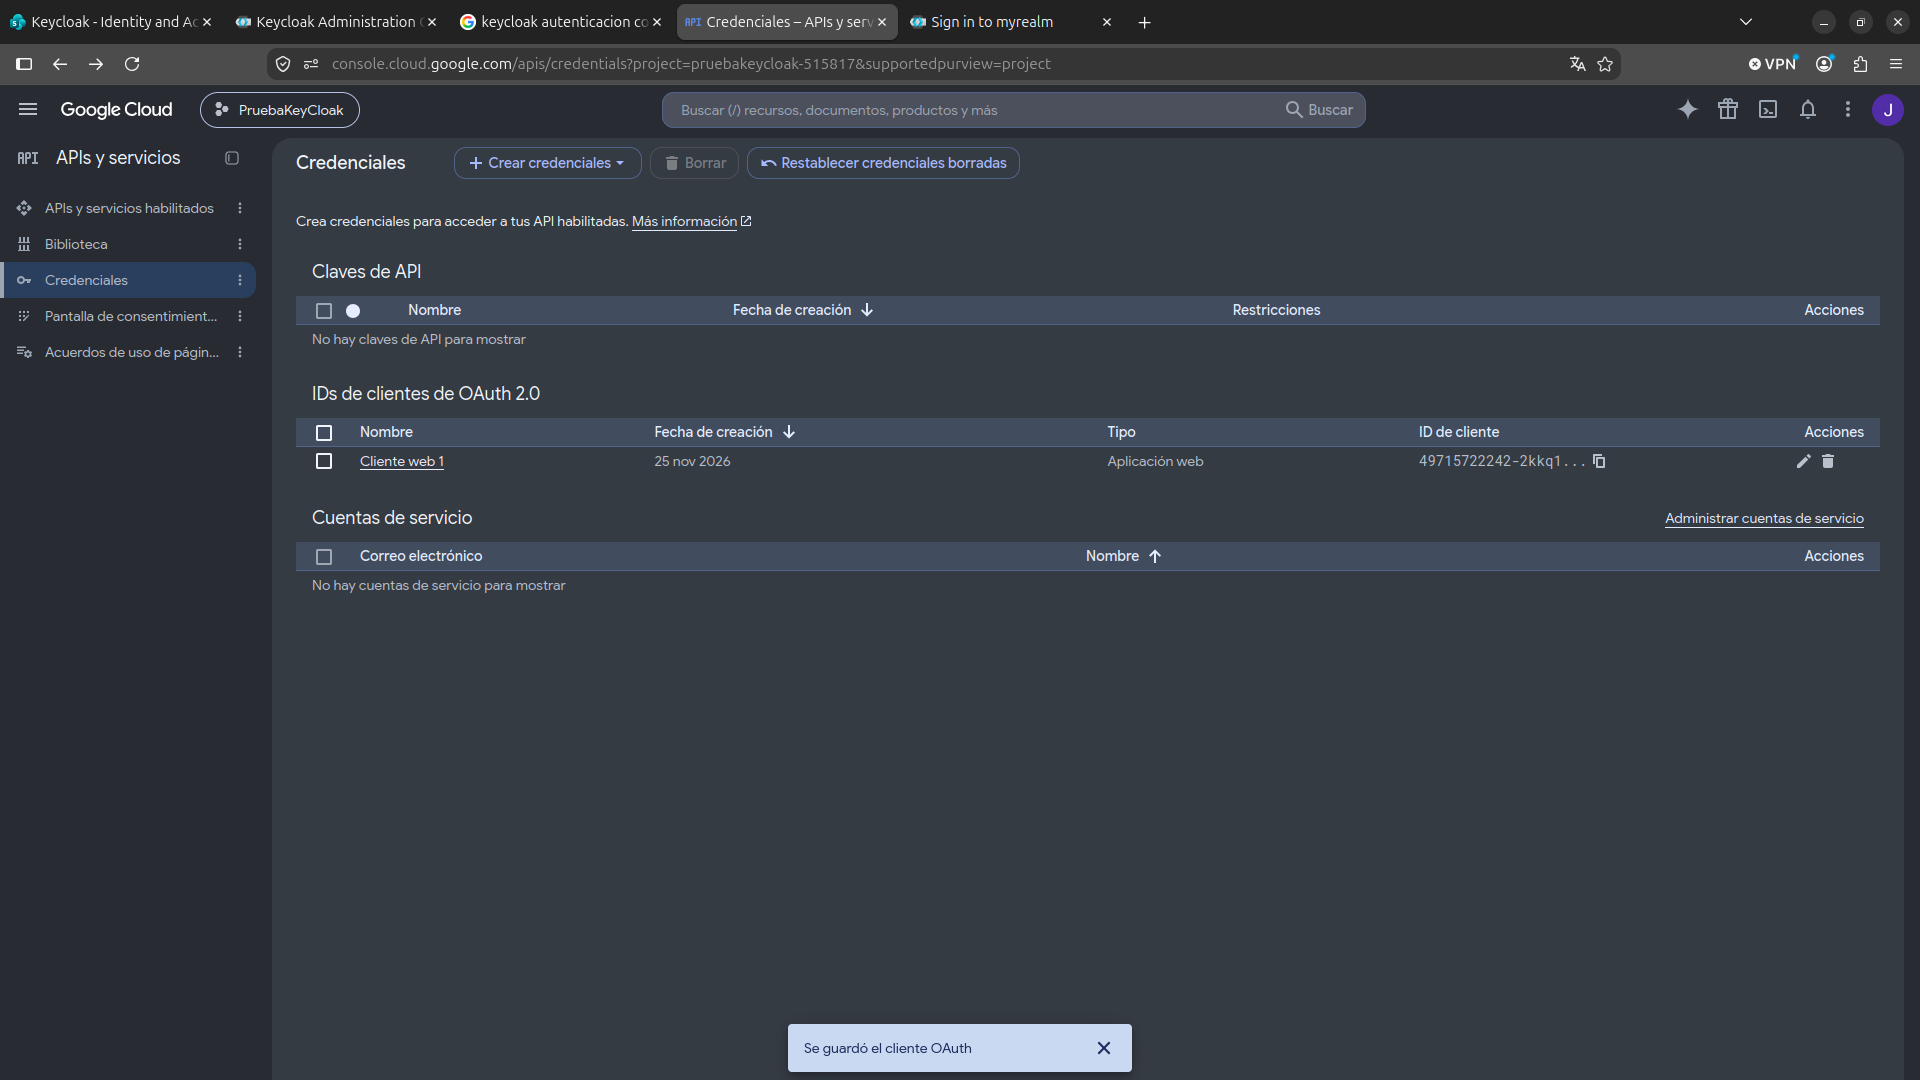 Keycloak - Identity and Ac
Keycloak Administration C
keycloak autenticacion co
API Credenciales – APIs y serv
Sign in to myrealm
console.cloud.google.com/apis/credentials?project=pruebakeycloak-515817&supportedpurview=project
VPN
Google Cloud
PruebaKeyCloak
Buscar (/) recursos, documentos, productos y más
Buscar
J
API APIs y servicios
APIs y servicios habilitados
Biblioteca
Credenciales
Pantalla de consentimient...
Acuerdos de uso de págin...
Credenciales
Crear credenciales
Borrar
Restablecer credenciales borradas
Crea credenciales para acceder a tus API habilitadas. Más información
Claves de API
Nombre Fecha de creación Restricciones Acciones
No hay claves de API para mostrar
IDs de clientes de OAuth 2.0
Nombre Fecha de creación Tipo ID de cliente Acciones
Cliente web 1 25 nov 2026 Aplicación web 49715722242-2kkq1...
Cuentas de servicio
Administrar cuentas de servicio
Correo electrónico Nombre Acciones
No hay cuentas de servicio para mostrar
Se guardó el cliente OAuth